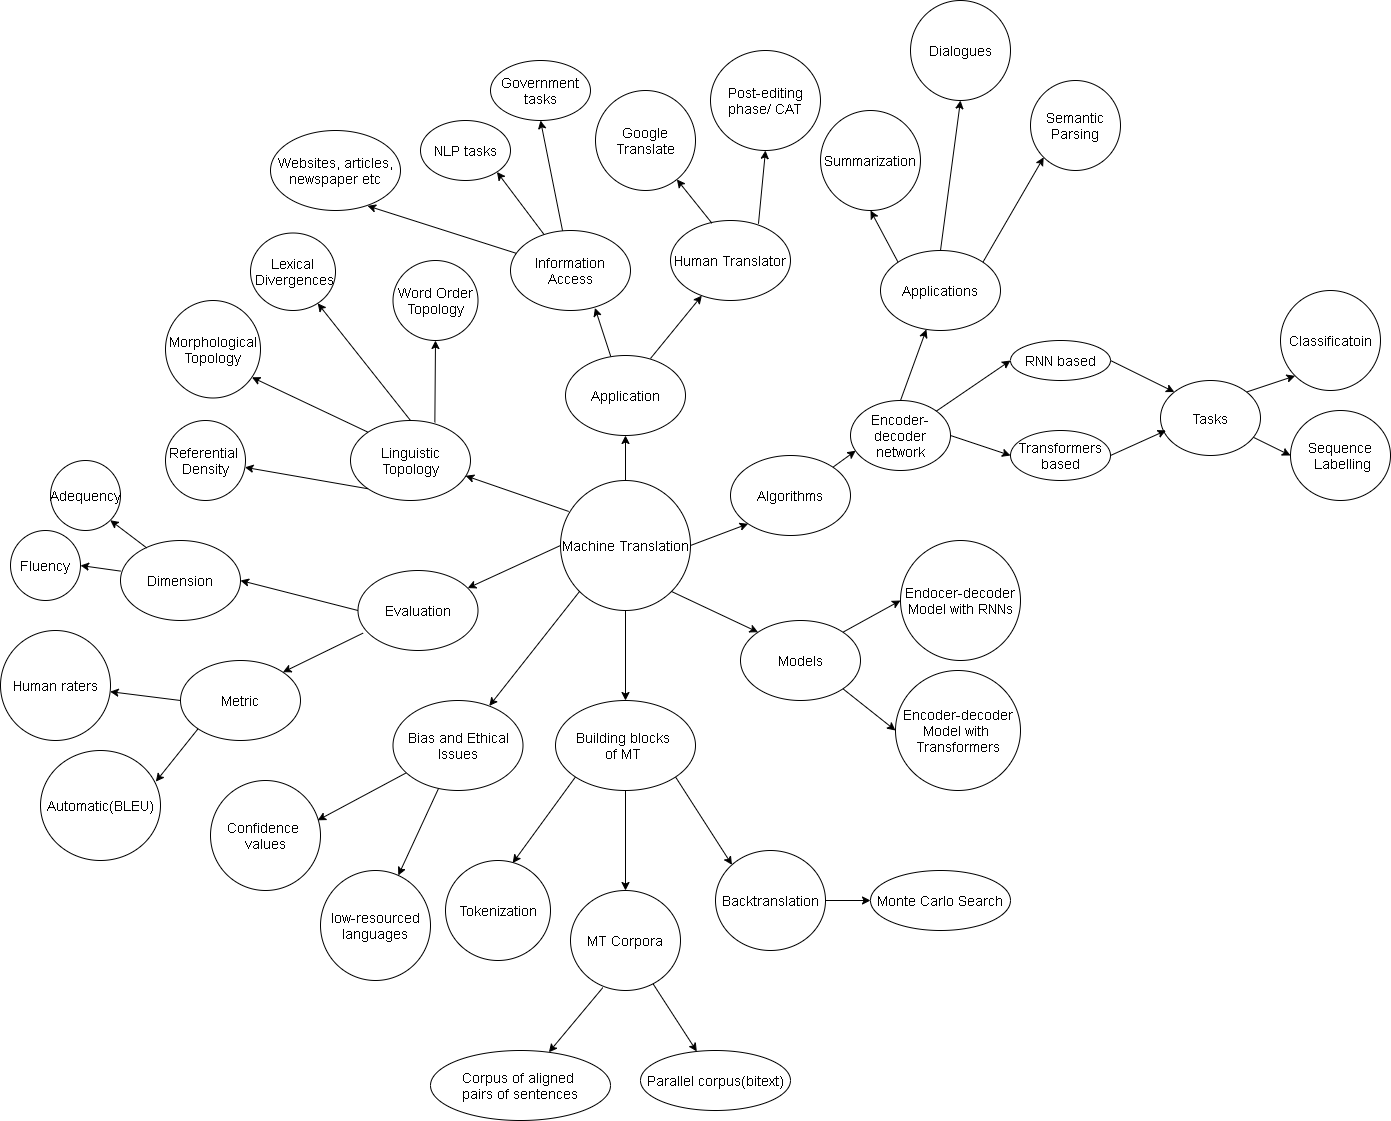 Dialogues
Government
tasks
Post-editing
phase/ CAT
Semantic
Parsing
Google
Translate
NLP tasks
Websites, articles,
newspaper etc
Summarization
Lexical
Divergences
Information
Access
Human Translator
Word Order
Topology
Applications
Morphological
Topology
Classificatoin
RNN based
Application
Tasks
Encoder-
decoder
network
Transformers
based
Sequence
Labelling
Referential
Density
Linguistic
Topology
Adequency
Algorithms
Machine Translation
Fluency
Dimension
Evaluation
Endocer-decoder
Model with RNNs
Models
Human raters
Metric
Encoder-decoder
Model with
Transformers
Bias and Ethical
Issues
Building blocks
of MT
Automatic(BLEU)
Confidence
values
low-resourced
languages
Tokenization
Backtranslation
Monte Carlo Search
MT Corpora
Corpus of aligned
pairs of sentences
Parallel corpus(bitext)